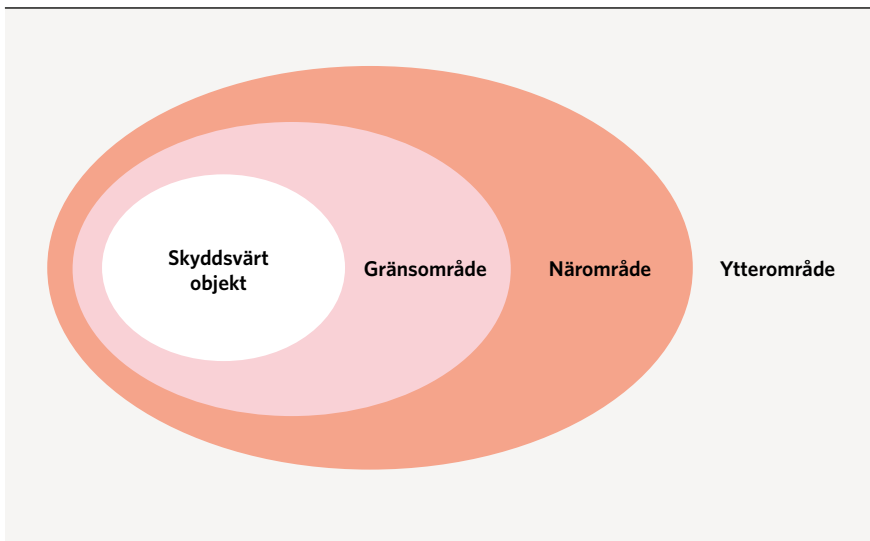 Skyddsvärt
objekt
Gränsområde
Närområde
Ytterområde